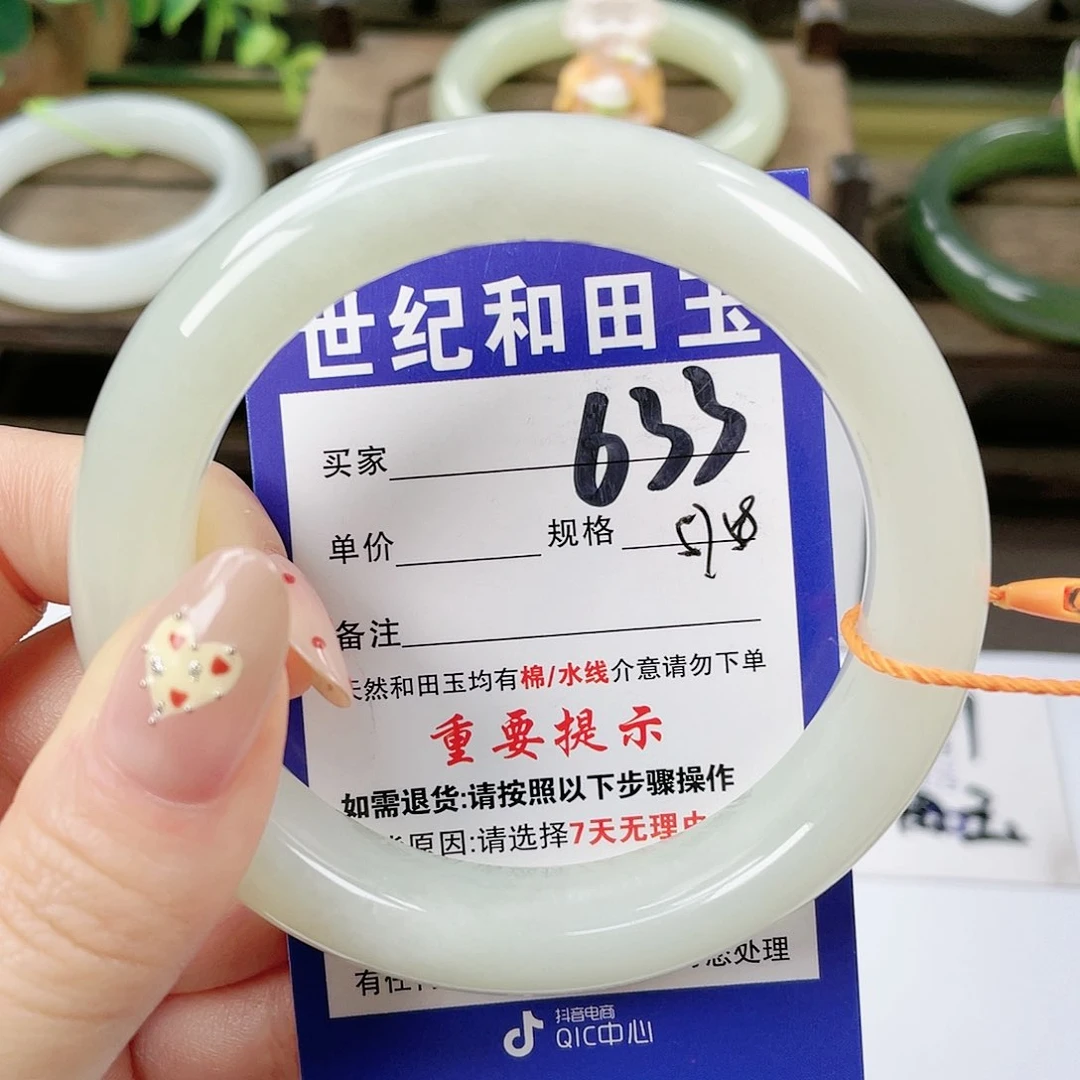 世纪和田玉
买家 633
单价 规格
备注
天然和田玉均有棉/水线介意请勿下单
重要提示
如需退货:请按照以下步骤操作
原因:请选择7天无理由
处理
抖音电商
QIC中心